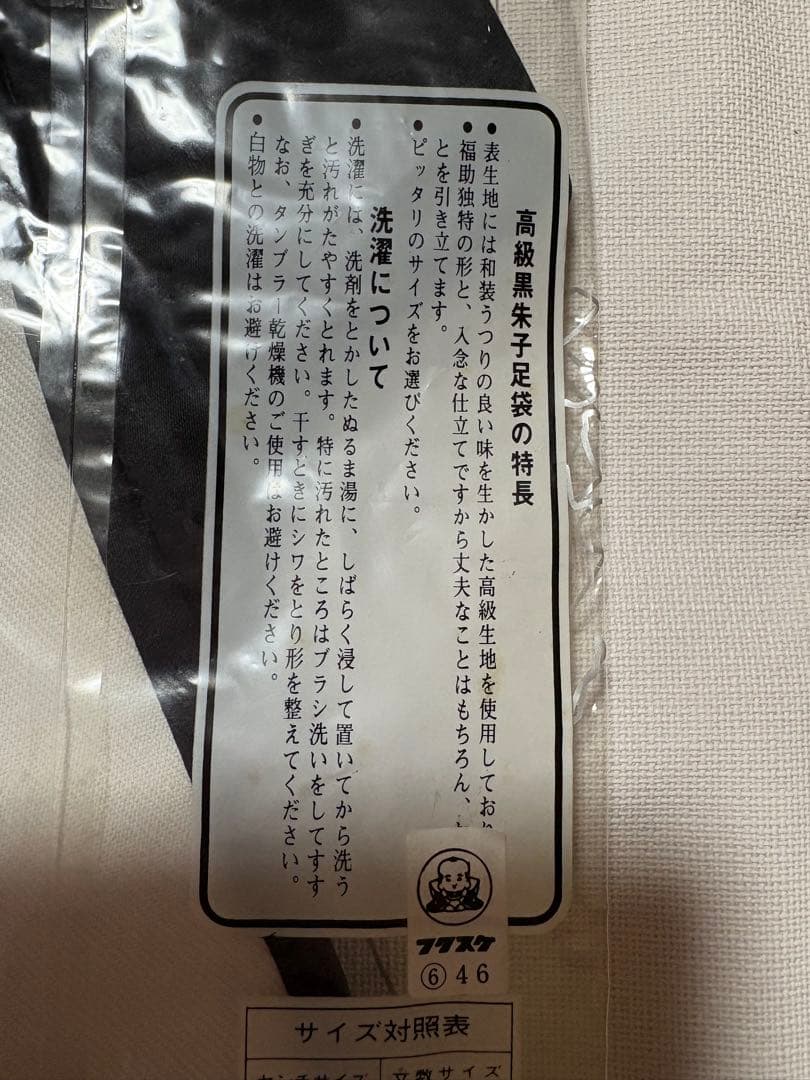 高級黒朱子足袋の特長
● 表生地には和装うつりの良い味を生かした高級生地を使用しており
● 福助独特の形と、入念な仕立てですから丈夫なことはもちろん、
とを引き立てます。
● ピッタリのサイズをお選びください。
洗濯について
● 洗濯には、洗剤をとかしたぬるま湯に、しばらく浸して置いてから洗う
と汚れがたやすくとれます。特に汚れたところはブラシ洗いをしてすす
ぎを充分にしてください。干すときにシワをとり形を整えてください。
なお、タンブラー乾燥機のご使用はお避けください。
● 白物との洗濯はお避けください。
フクスケ
⑥46
サイズ対照表
センチサイズ 文数サイズ